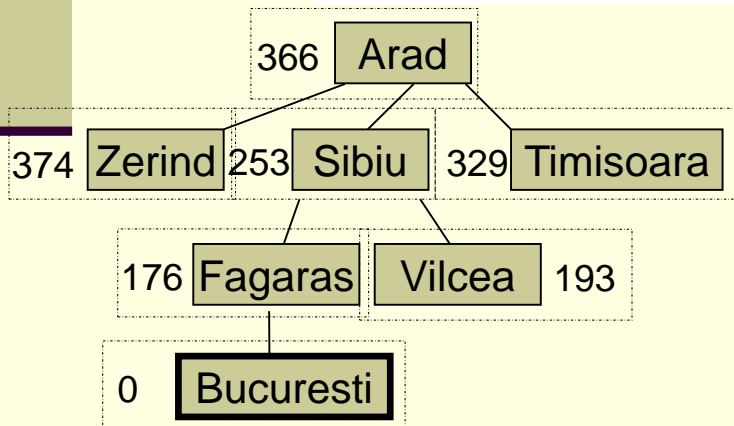 366 Arad
374 Zerind 253 Sibiu 329 Timisoara
176 Fagaras Vilcea 193
0 Bucuresti